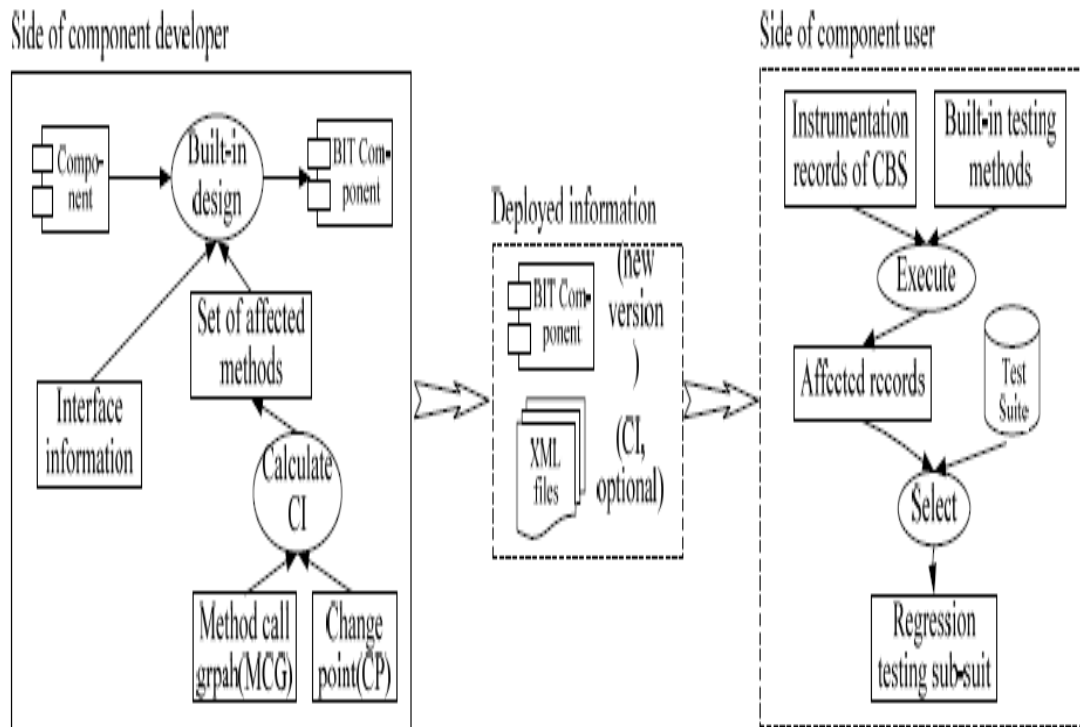 Side of component developer
Compo-
nent
Built-in
design
BIT Com-
ponent
Set of affected
methods
Interface
information
Calculate
CI
Method call
grpah(MCG)
Change
point(CP)
Deployed information
BIT Com-
ponent
(new
version
)
XML
files
(CI,
optional)
Side of component user
Instrumentation
records of CBS
Built-in testing
methods
Execute
Affected records
Test
Suite
Select
Regression
testing sub-suit